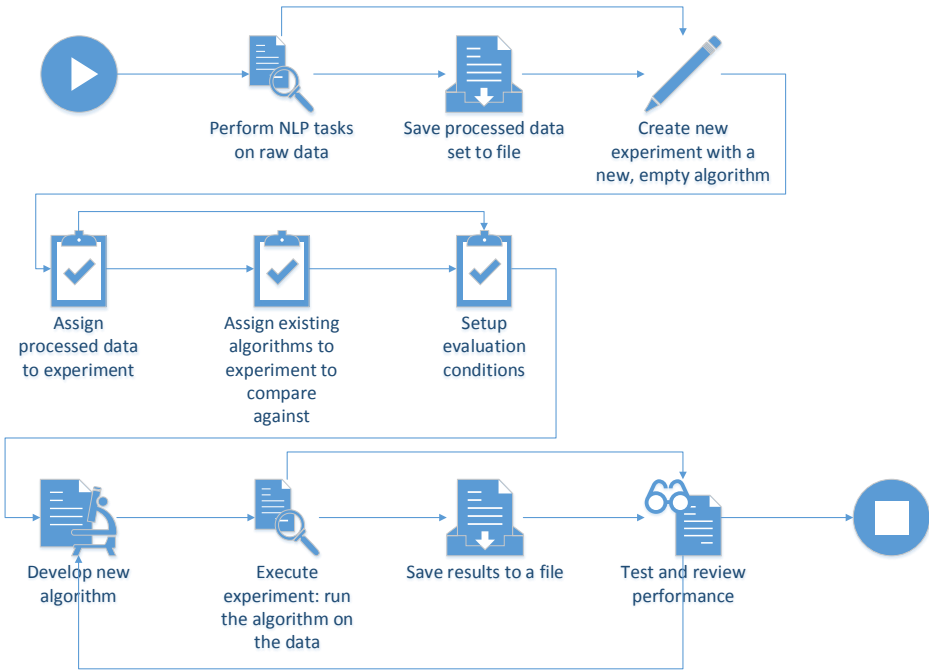 Perform NLP tasks
on raw data
Save processed data
set to file
Create new
experiment with a
new, empty algorithm
Assign
processed data
to experiment
Assign existing
algorithms to
experiment to
compare
against
Setup
evaluation
conditions
Develop new
algorithm
Execute
experiment: run
the algorithm on
the data
Save results to a file
Test and review
performance